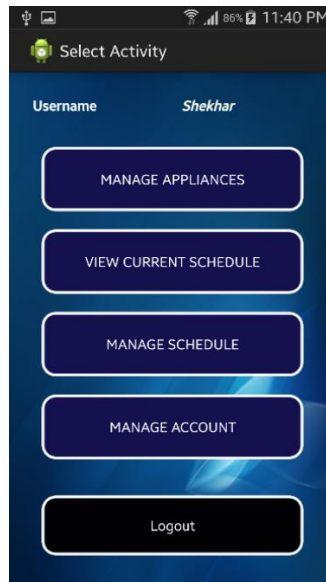 86% 11:40 PM
Select Activity
Username Shekhar
MANAGE APPLIANCES
VIEW CURRENT SCHEDULE
MANAGE SCHEDULE
MANAGE ACCOUNT
Logout